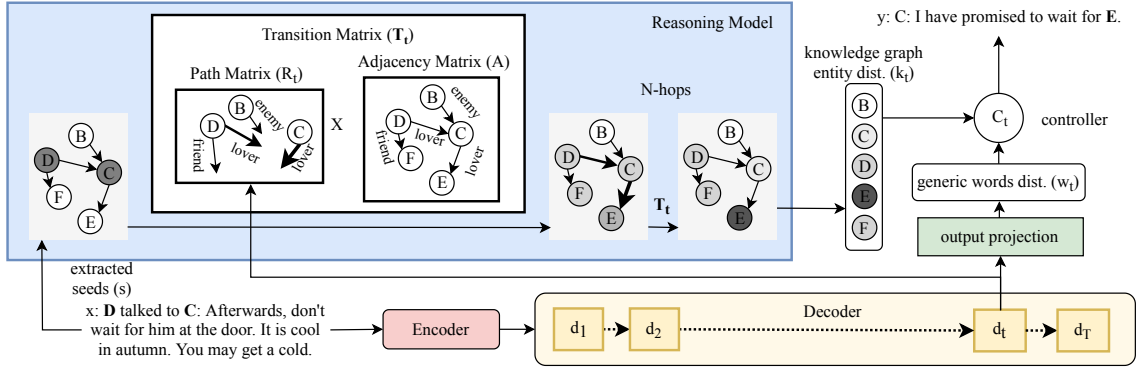 Reasoning Model
Transition Matrix (Tt)
Path Matrix (Rt)
B
enemy
D
C
friend
lover
lover
X
Adjacency Matrix (A)
B
enemy
D
lover
C
friend
F
lover
E
N-hops
B
D
C
F
E
B
D
C
F
E
Tt
B
D
C
F
E
knowledge graph
entity dist. (kt)
B
C
D
E
F
y: C: I have promised to wait for E.
Ct
controller
generic words dist. (wt)
output projection
extracted
seeds (s)
x: D talked to C: Afterwards, don't
wait for him at the door. It is cool
in autumn. You may get a cold.
Encoder
Decoder
d1
d2
dt
dT